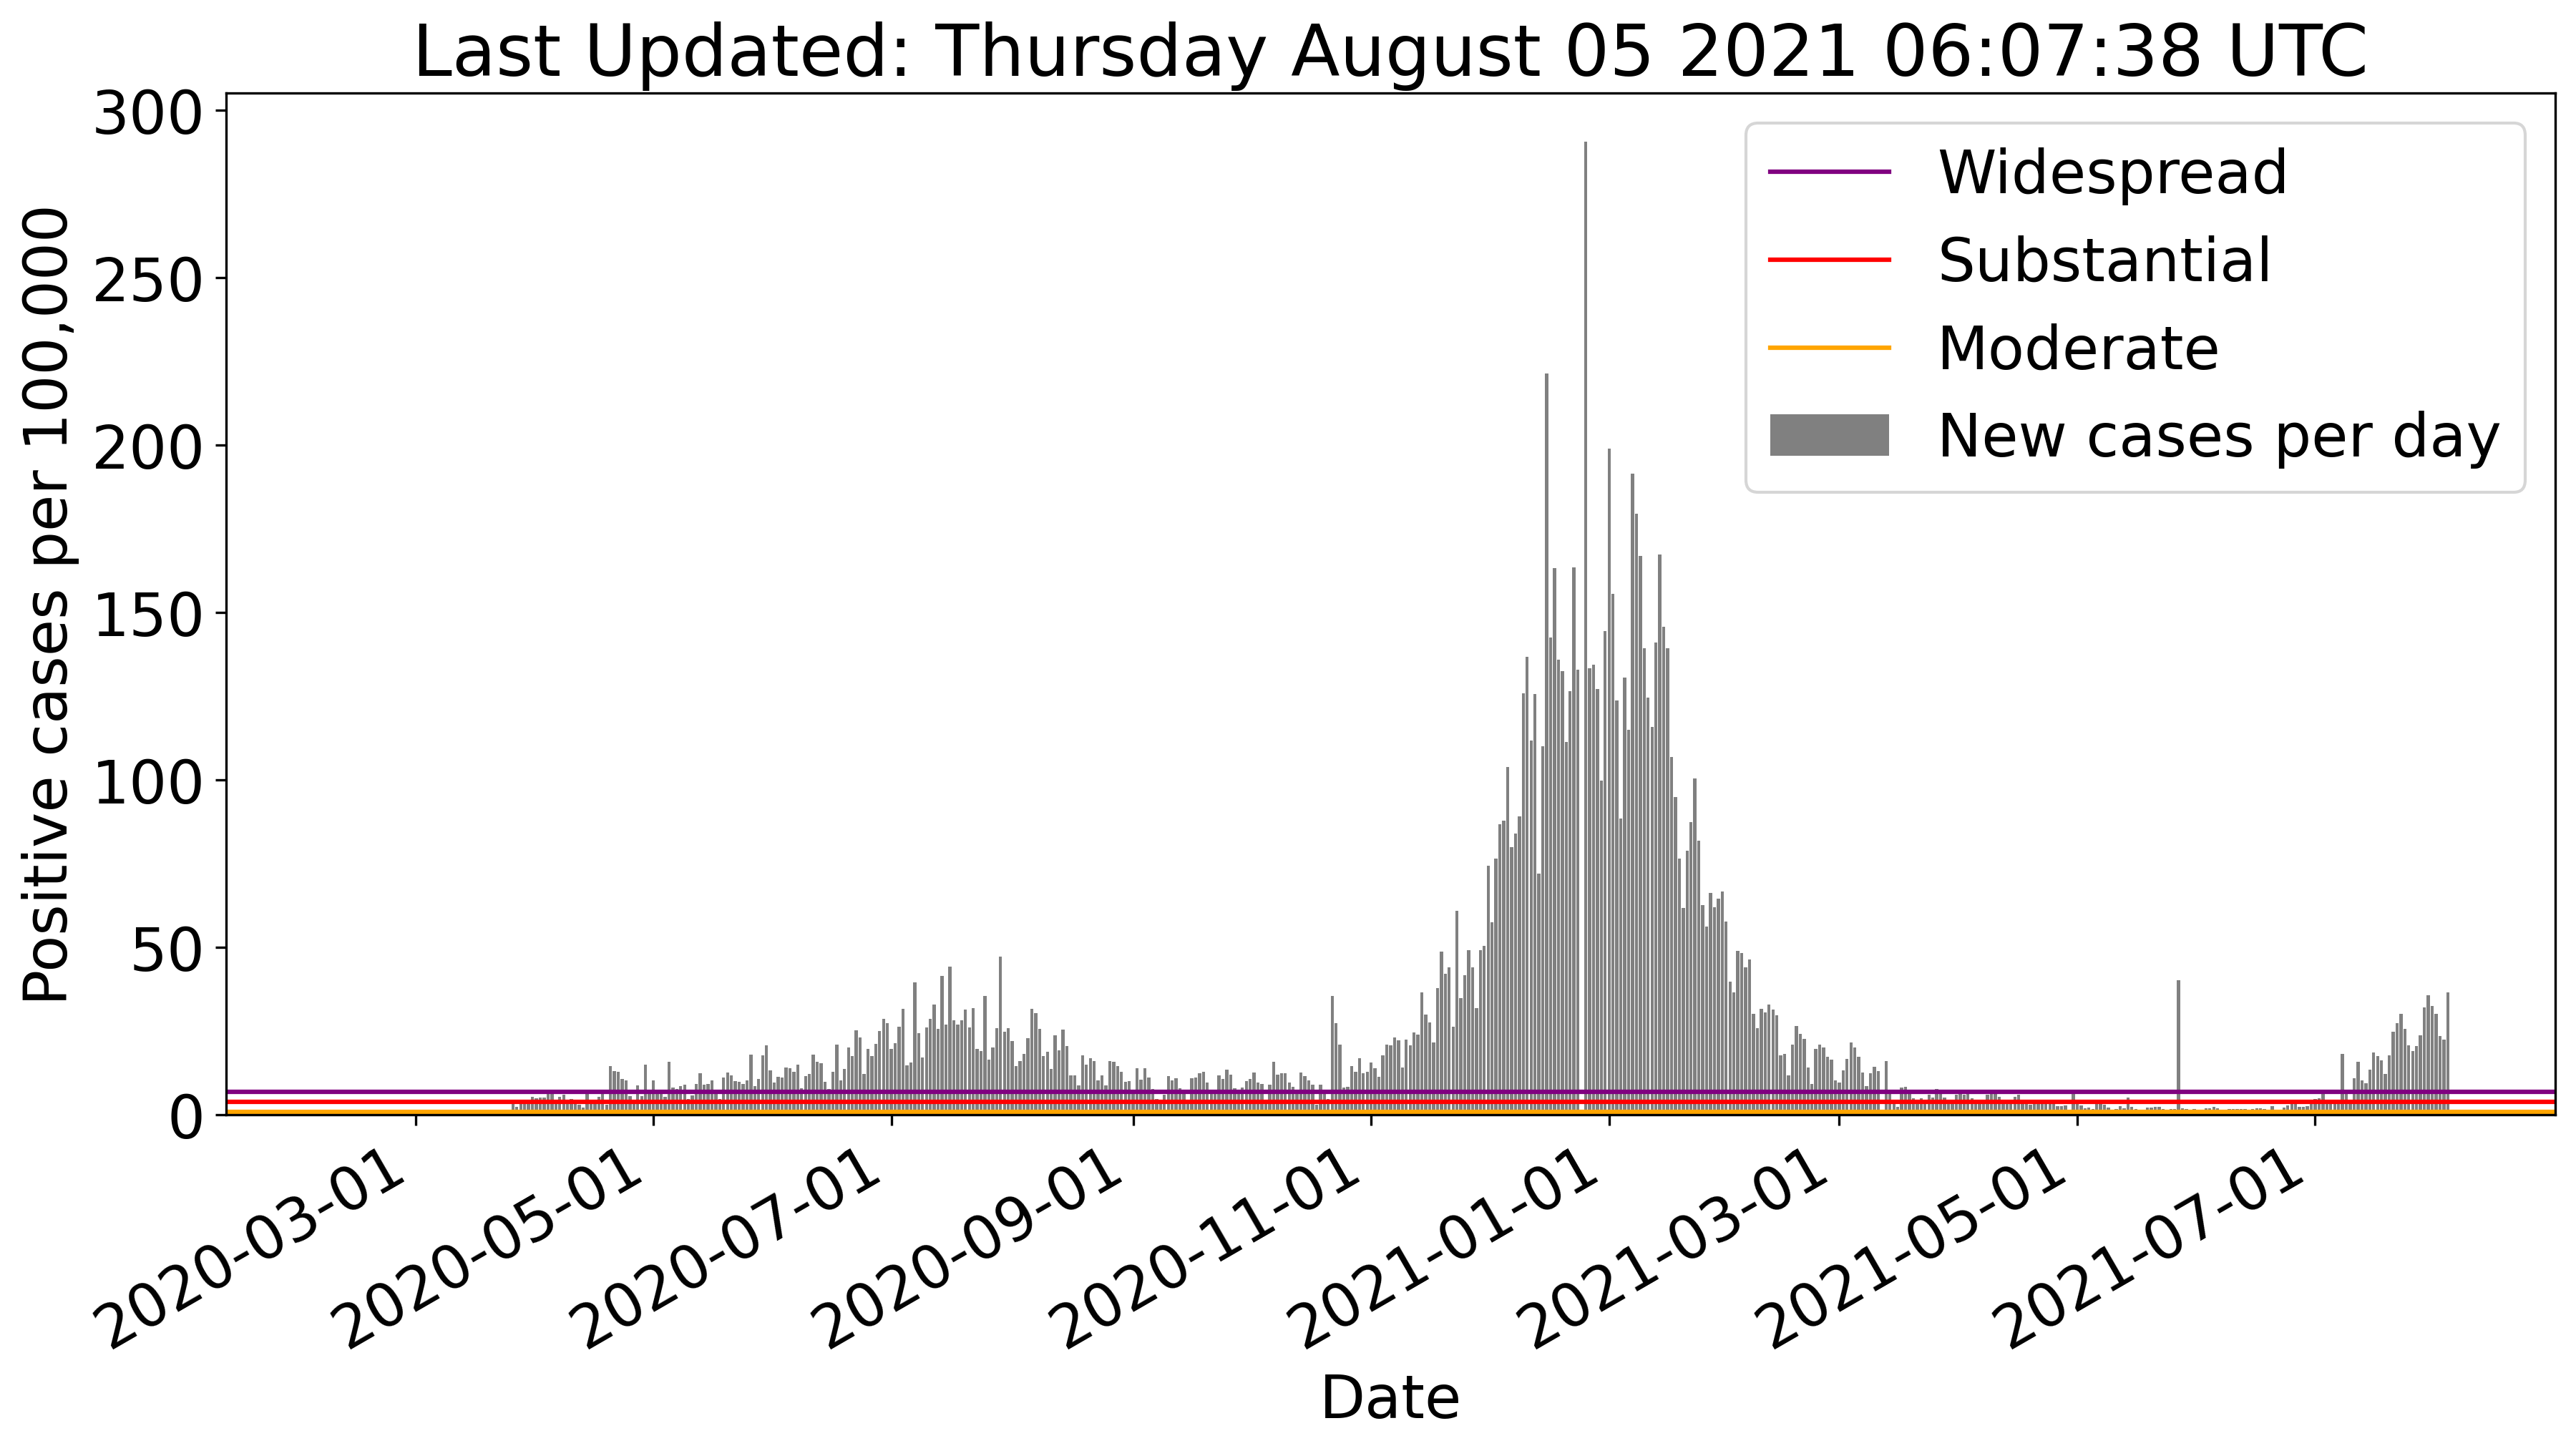 Last Updated: Thursday August 05 2021 06:07:38 UTC
Positive cases per 100,000
300
250
200
150
100
50
0
Widespread
Substantial
Moderate
New cases per day
2020-03-01
2020-05-01
2020-07-01
2020-09-01
2020-11-01
2021-01-01
2021-03-01
2021-05-01
2021-07-01
Date